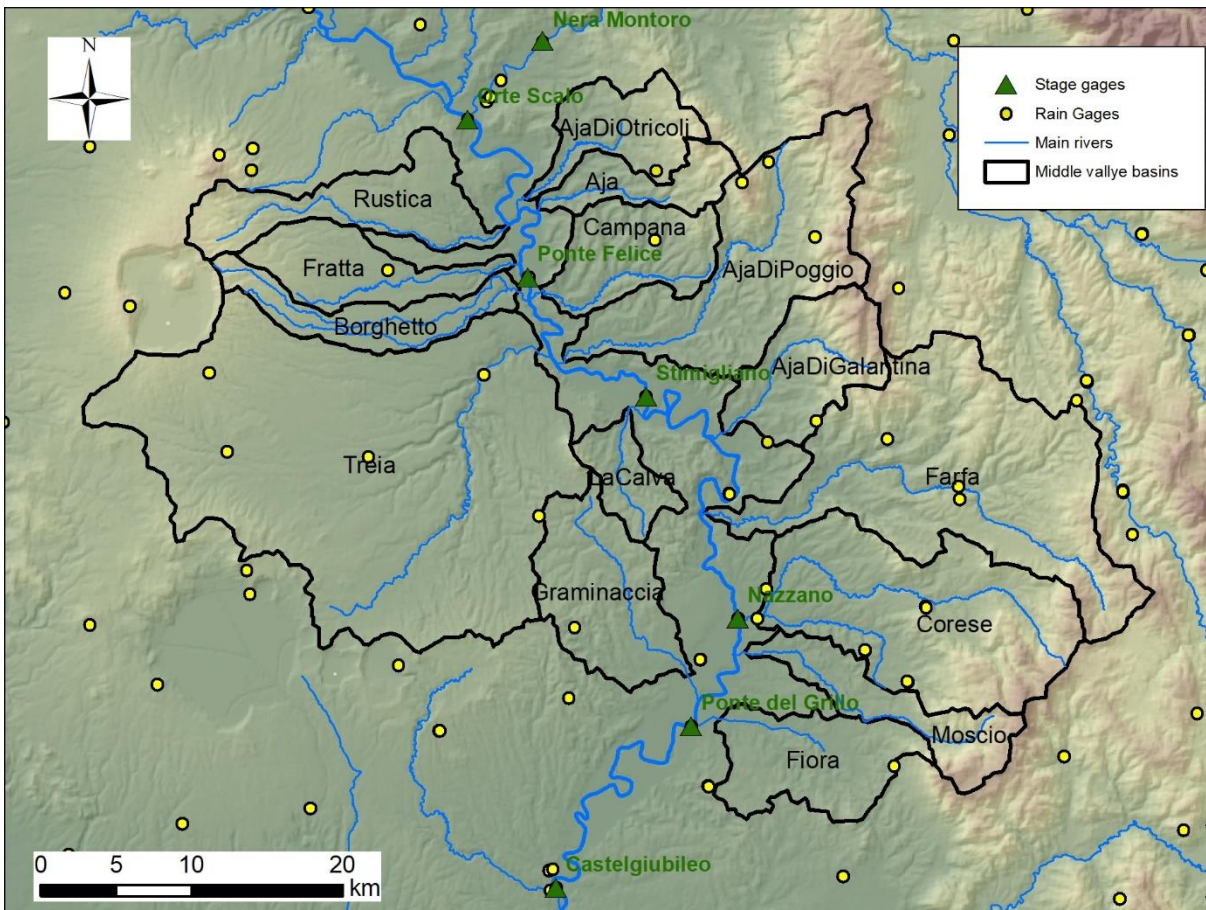 Nera Montoro
N
Stage gages
Orte Scalo
Rain Gages
AjaDiOtricoli
Main rivers
Middle vallye basins
Aja
Rustica
Campana
Ponte Felice
Fratta
AjaDiPoggio
Borghetto
Stimigliano
AjaDiGalantina
Treia
LaCalva
Farfa
Graminaccia
Nazzano
Corese
Ponte del Grillo
Moscio
Fiora
0 5 10 20
km
Castelgiubileo